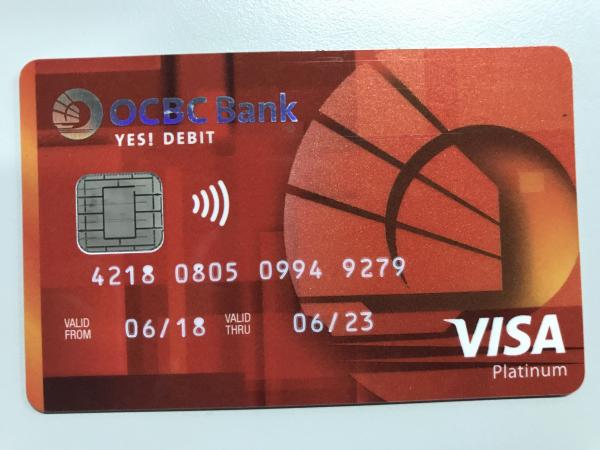 OCBC Bank
YES! DEBIT
4218 0805 0994 9279
VALID FROM 06/18 VALID THRU 06/23
VISA
Platinum